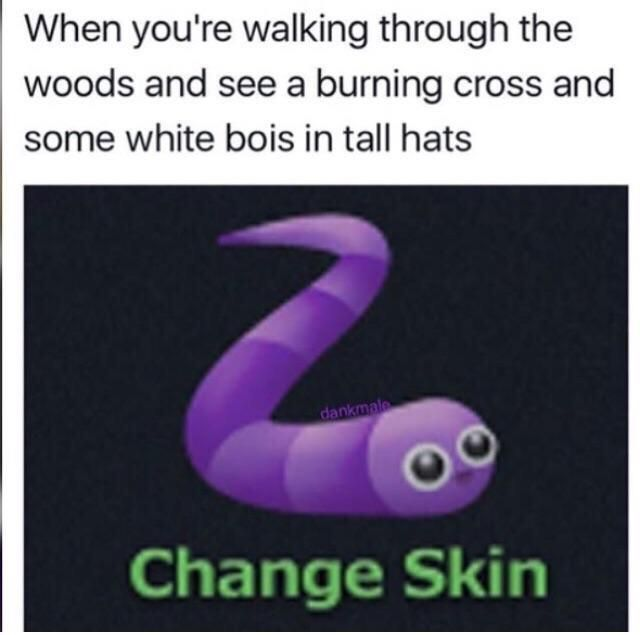 When you're walking through the
woods and see a burning cross and
some white bois in tall hats
dankmale
Change Skin